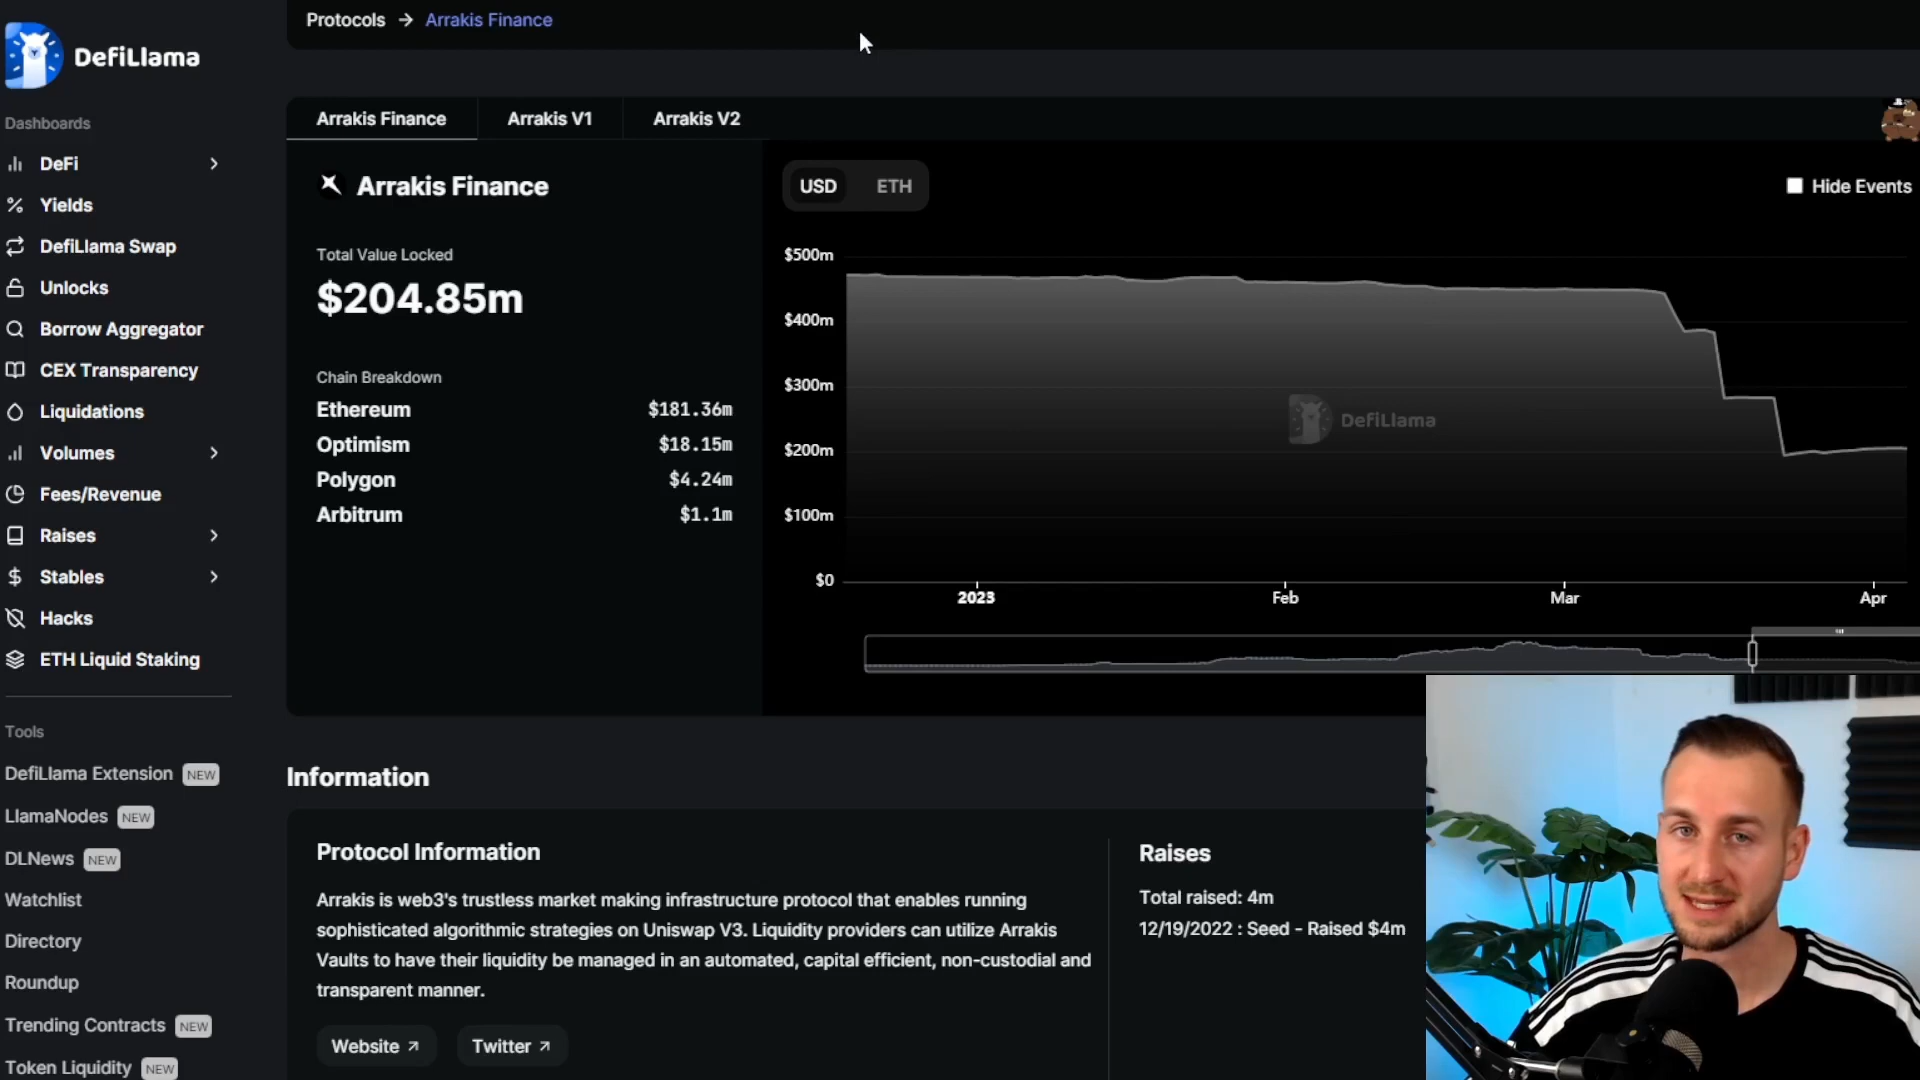 Protocols → Arrakis Finance
DefiLlama
Dashboards
DeFi
Yields
DefiLlama Swap
Unlocks
Borrow Aggregator
CEX Transparency
Liquidations
Volumes
Fees/Revenue
Raises
Stables
Hacks
ETH Liquid Staking
Tools
DefiLlama Extension NEW
LlamaNodes NEW
DLNews NEW
Watchlist
Directory
Roundup
Trending Contracts NEW
Token Liquidity NEW
Arrakis Finance
Arrakis V1
Arrakis V2
Arrakis Finance
Total Value Locked
$204.85m
Chain Breakdown
Ethereum $181.36m
Optimism $18.15m
Polygon $4.24m
Arbitrum $1.1m
USD ETH
Hide Events
$500m
$400m
$300m
$200m
$100m
$0
DefiLlama
2023 Feb Mar Apr
Information
Protocol Information
Arrakis is web3's trustless market making infrastructure protocol that enables running
sophisticated algorithmic strategies on Uniswap V3. Liquidity providers can utilize Arrakis
Vaults to have their liquidity be managed in an automated, capital efficient, non-custodial and
transparent manner.
Website ↗
Twitter ↗
Raises
Total raised: 4m
12/19/2022 : Seed - Raised $4m